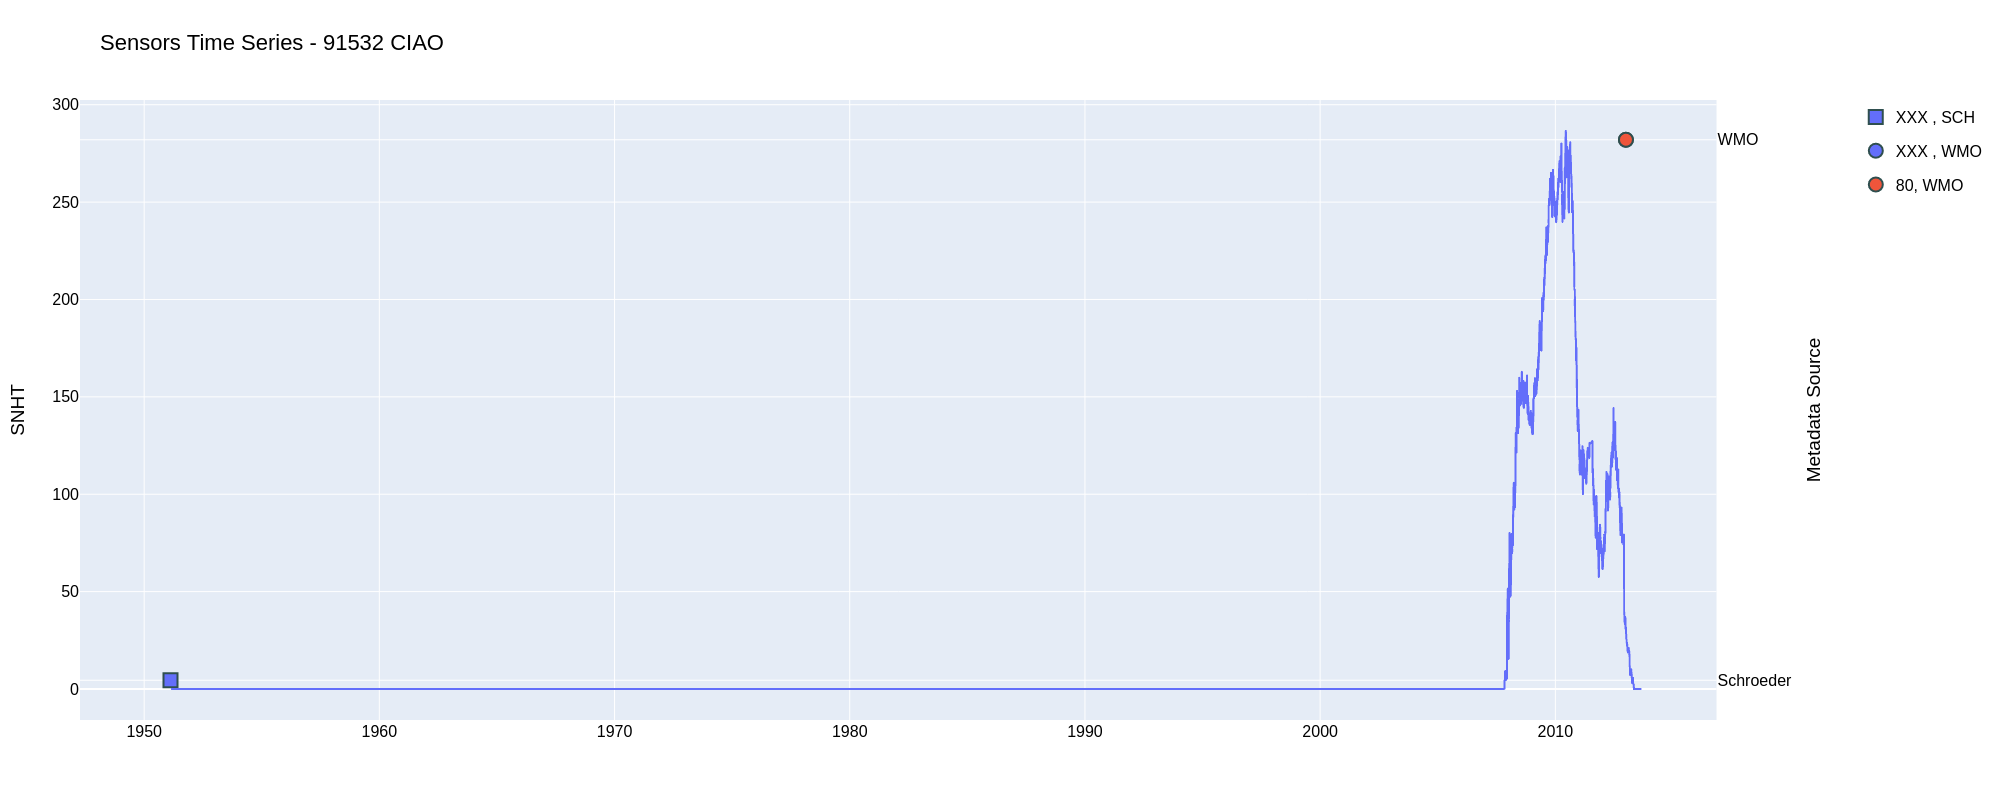 Sensors Time Series - 91532 CIAO
300
250
200
150
100
50
0
SNHT
1950 1960 1970 1980 1990 2000 2010
WMO
Schroeder
Metadata Source
XXX , SCH
XXX , WMO
80, WMO